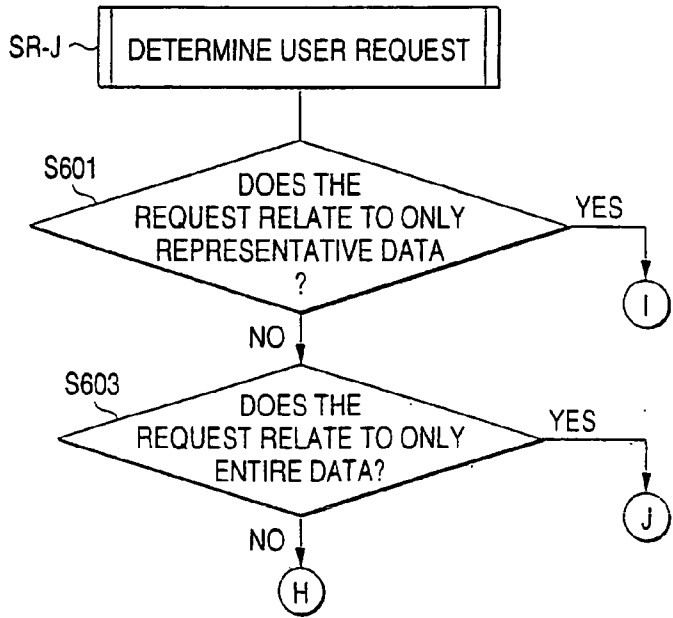 SR-J
DETERMINE USER REQUEST
S601
DOES THE
REQUEST RELATE TO ONLY
REPRESENTATIVE DATA
?
YES
I
NO
S603
DOES THE
REQUEST RELATE TO ONLY
ENTIRE DATA?
YES
J
NO
H